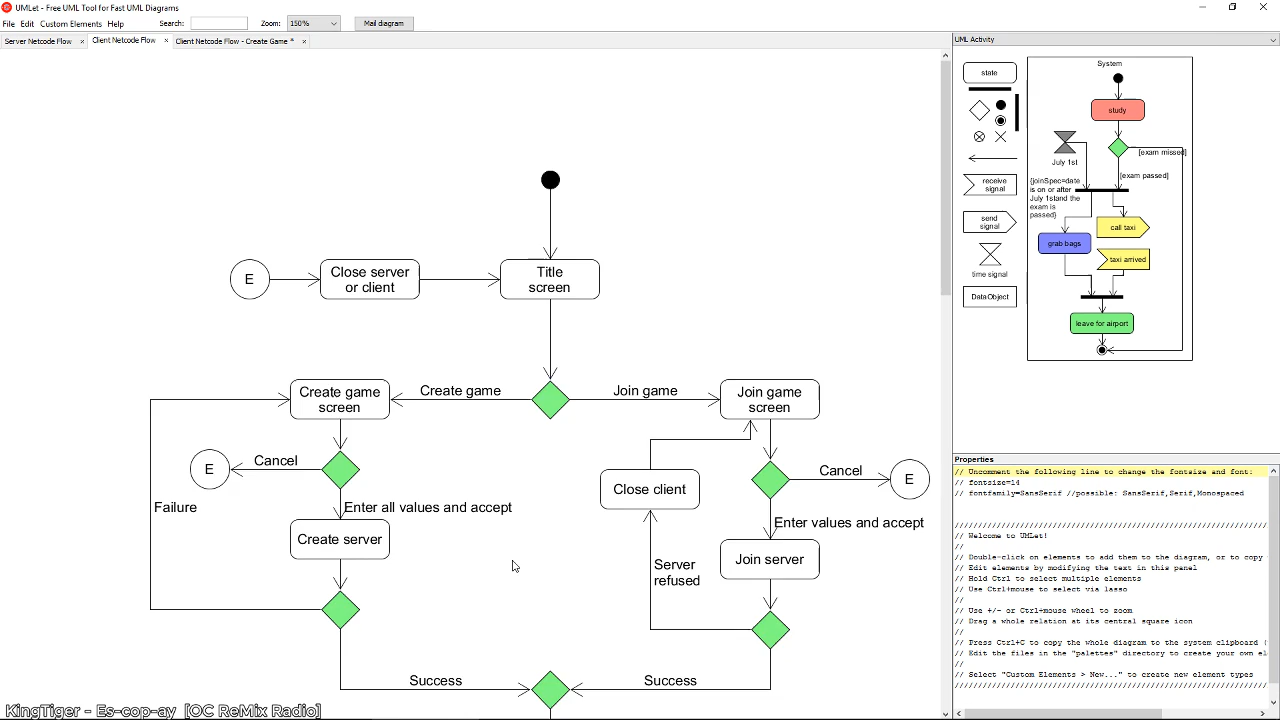 UMLet - Free UML Tool for Fast UML Diagrams
File Edit Custom Elements Help
Search:
Zoom: 150%
Mail diagram
Server Netcode Flow ×
Client Netcode Flow ×
Client Netcode Flow - Create Game * ×
E
Close server
or client
Title
screen
Create game
screen
Create game
Join game
Join game
screen
Cancel
E
Failure
Enter all values and accept
Create server
Close client
Cancel
E
Enter values and accept
Server
refused
Join server
Success
Success
KingTiger - Es-cop-ay [OC ReMix Radio]
UML Activity
state
receive
signal
send
signal
time signal
DataObject
System
study
July 1st
[exam missed]
[exam passed]
{joinSpec=date
is on or after
July 1stand the
exam is
passed}
call taxi
grab bags
taxi arrived
leave for airport
Properties
// Uncomment the following line to change the fontsize and font:
// fontsize=14
// fontfamily=SansSerif //possible: SansSerif,Serif,Monospaced
//////////////////////////////////////////////////////////////////
// Welcome to UMLet!
//
// Double-click on elements to add them to the diagram, or to copy
// Edit elements by modifying the text in this panel
// Hold Ctrl to select multiple elements
// Use Ctrl+mouse to select via lasso
//
// Use +/- or Ctrl+mouse wheel to zoom
// Drag a whole relation at its central square icon
//
// Press Ctrl+C to copy the whole diagram to the system clipboard (
// Edit the files in the "palettes" directory to create your own el
//
// Select "Custom Elements > New..." to create new element types
//////////////////////////////////////////////////////////////////